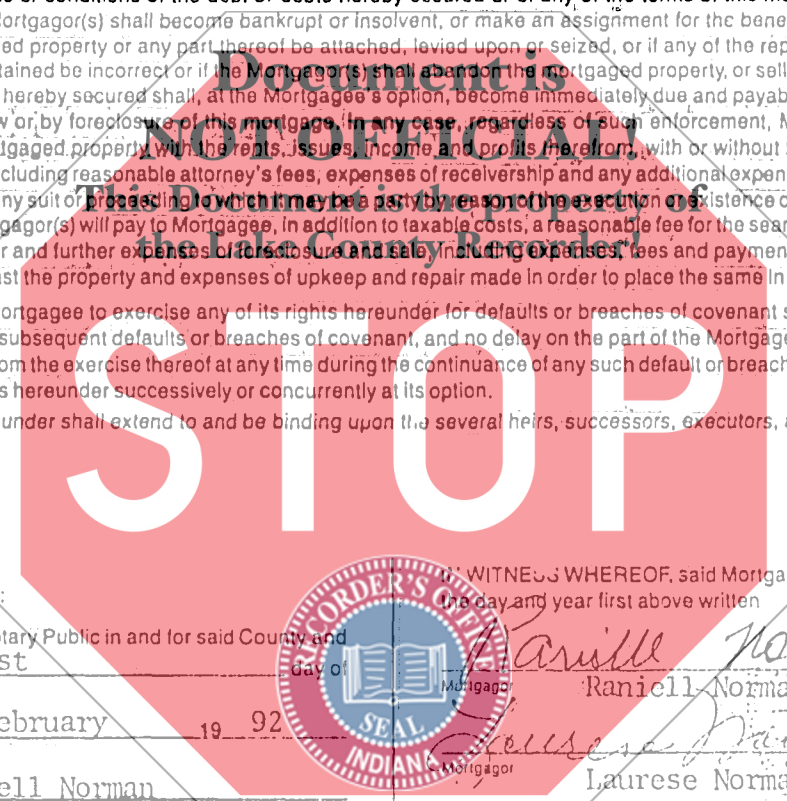 ortgagor(s) shall become bankrupt or insolvent, or make an assignment for the bene
ed property or any part thereof be attached, levied upon or seized, or if any of the rep
tained be incorrect or if the Mortgagor(s) shall abandon the mortgaged property, or sell
Document is
hereby secured shall, at the Mortgagee's option, become immediately due and payab
w or by foreclosure of this mortgage. In any case, regardless of such enforcement, M
NOT OFFICIAL!
tgaged property with the rents, issues, income and profits therefrom, with or without
cluding reasonable attorney's fees, expenses of receivership and any additional expen
ny suit or proceeding to which it may be a party by reason of the execution or existence o
This Document is the property of
gagor(s) will pay to Mortgagee, in addition to taxable costs, a reasonable fee for the sear
the Lake County Recorder!
r and further expenses of foreclosure and sale, including expenses, fees and paymen
st the property and expenses of upkeep and repair made in order to place the same in
ortgagee to exercise any of its rights hereunder for defaults or breaches of covenant s
subsequent defaults or breaches of covenant, and no delay on the part of the Mortgage
om the exercise thereof at any time during the continuance of any such default or breach
s hereunder successively or concurrently at its option.
under shall extend to and be binding upon the several heirs, successors, executors, a
STOP
IN WITNESS WHEREOF, said Mortga
the day and year first above written
tary Public in and for said County and
st day of
Mortgagor Raniell Norma
ebruary 19 92
RECORDER'S OFFICE
SEAL
INDIANA
Mortgagor Laurese Norma
ell Norman